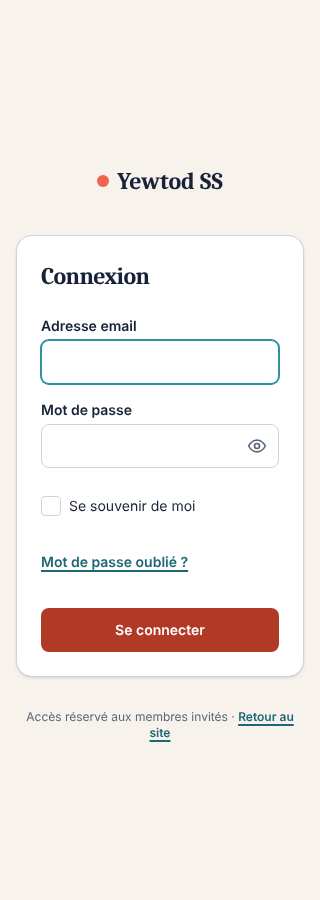 Yewtod SS
Connexion
Adresse email
Mot de passe
Se souvenir de moi
Mot de passe oublié ?
Se connecter
Accès réservé aux membres invités · Retour au
site